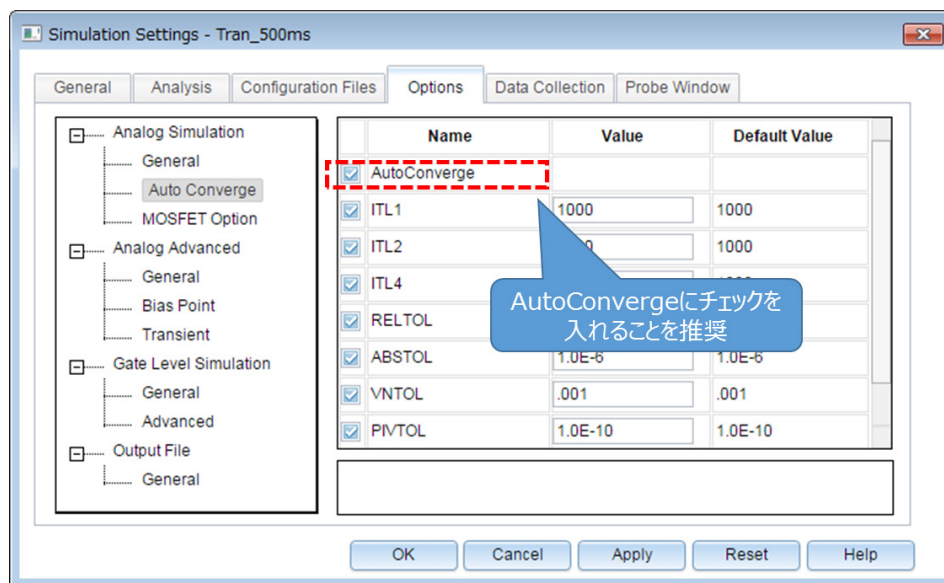 Simulation Settings - Tran_500ms
General Analysis Configuration Files Options Data Collection Probe Window
Analog Simulation
General
Auto Converge
MOSFET Option
Analog Advanced
General
Bias Point
Transient
Gate Level Simulation
General
Advanced
Output File
General
Name Value Default Value
AutoConverge
ITL1 1000 1000
ITL2 1000
ITL4
RELTOL
ABSTOL 1.0E-6 1.0E-6
VNTOL .001 .001
PIVTOL 1.0E-10 1.0E-10
AutoConvergeにチェックを
入れることを推奨
OK Cancel Apply Reset Help